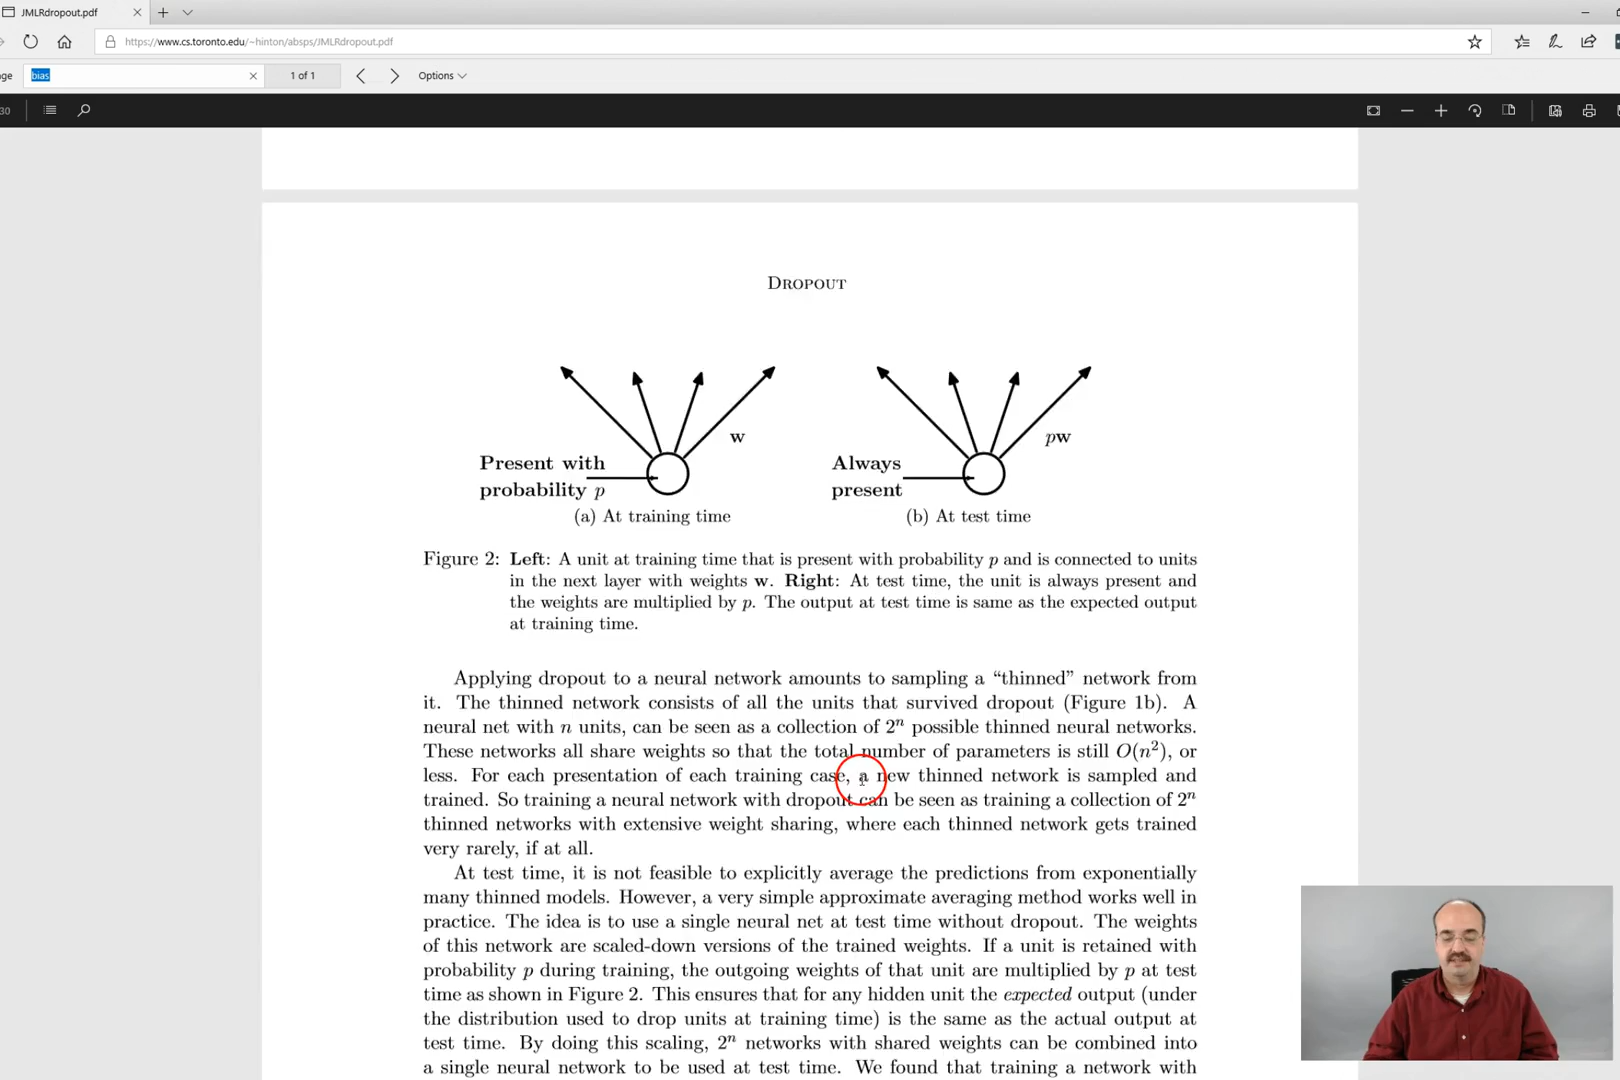 JMLRdropout.pdf
https://www.cs.toronto.edu/~hinton/absps/JMLRdropout.pdf
bias
1 of 1
Options
30
DROPOUT
w
pw
Present with
probability p
Always
present
(a) At training time
(b) At test time
Figure 2: Left: A unit at training time that is present with probability p and is connected to units
in the next layer with weights w. Right: At test time, the unit is always present and
the weights are multiplied by p. The output at test time is same as the expected output
at training time.
Applying dropout to a neural network amounts to sampling a “thinned” network from
it. The thinned network consists of all the units that survived dropout (Figure 1b). A
neural net with n units, can be seen as a collection of 2ⁿ possible thinned neural networks.
These networks all share weights so that the total number of parameters is still O(n²), or
less. For each presentation of each training case, a new thinned network is sampled and
trained. So training a neural network with dropout can be seen as training a collection of 2ⁿ
thinned networks with extensive weight sharing, where each thinned network gets trained
very rarely, if at all.
At test time, it is not feasible to explicitly average the predictions from exponentially
many thinned models. However, a very simple approximate averaging method works well in
practice. The idea is to use a single neural net at test time without dropout. The weights
of this network are scaled-down versions of the trained weights. If a unit is retained with
probability p during training, the outgoing weights of that unit are multiplied by p at test
time as shown in Figure 2. This ensures that for any hidden unit the expected output (under
the distribution used to drop units at training time) is the same as the actual output at
test time. By doing this scaling, 2ⁿ networks with shared weights can be combined into
a single neural network to be used at test time. We found that training a network with